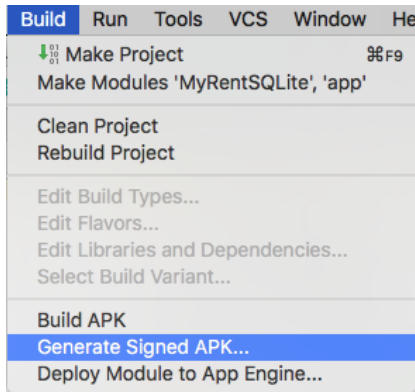 Build Run Tools VCS Window He
Make Project ⌘F9
Make Modules 'MyRentSQLite', 'app'
Clean Project
Rebuild Project
Edit Build Types...
Edit Flavors...
Edit Libraries and Dependencies...
Select Build Variant...
Build APK
Generate Signed APK...
Deploy Module to App Engine...